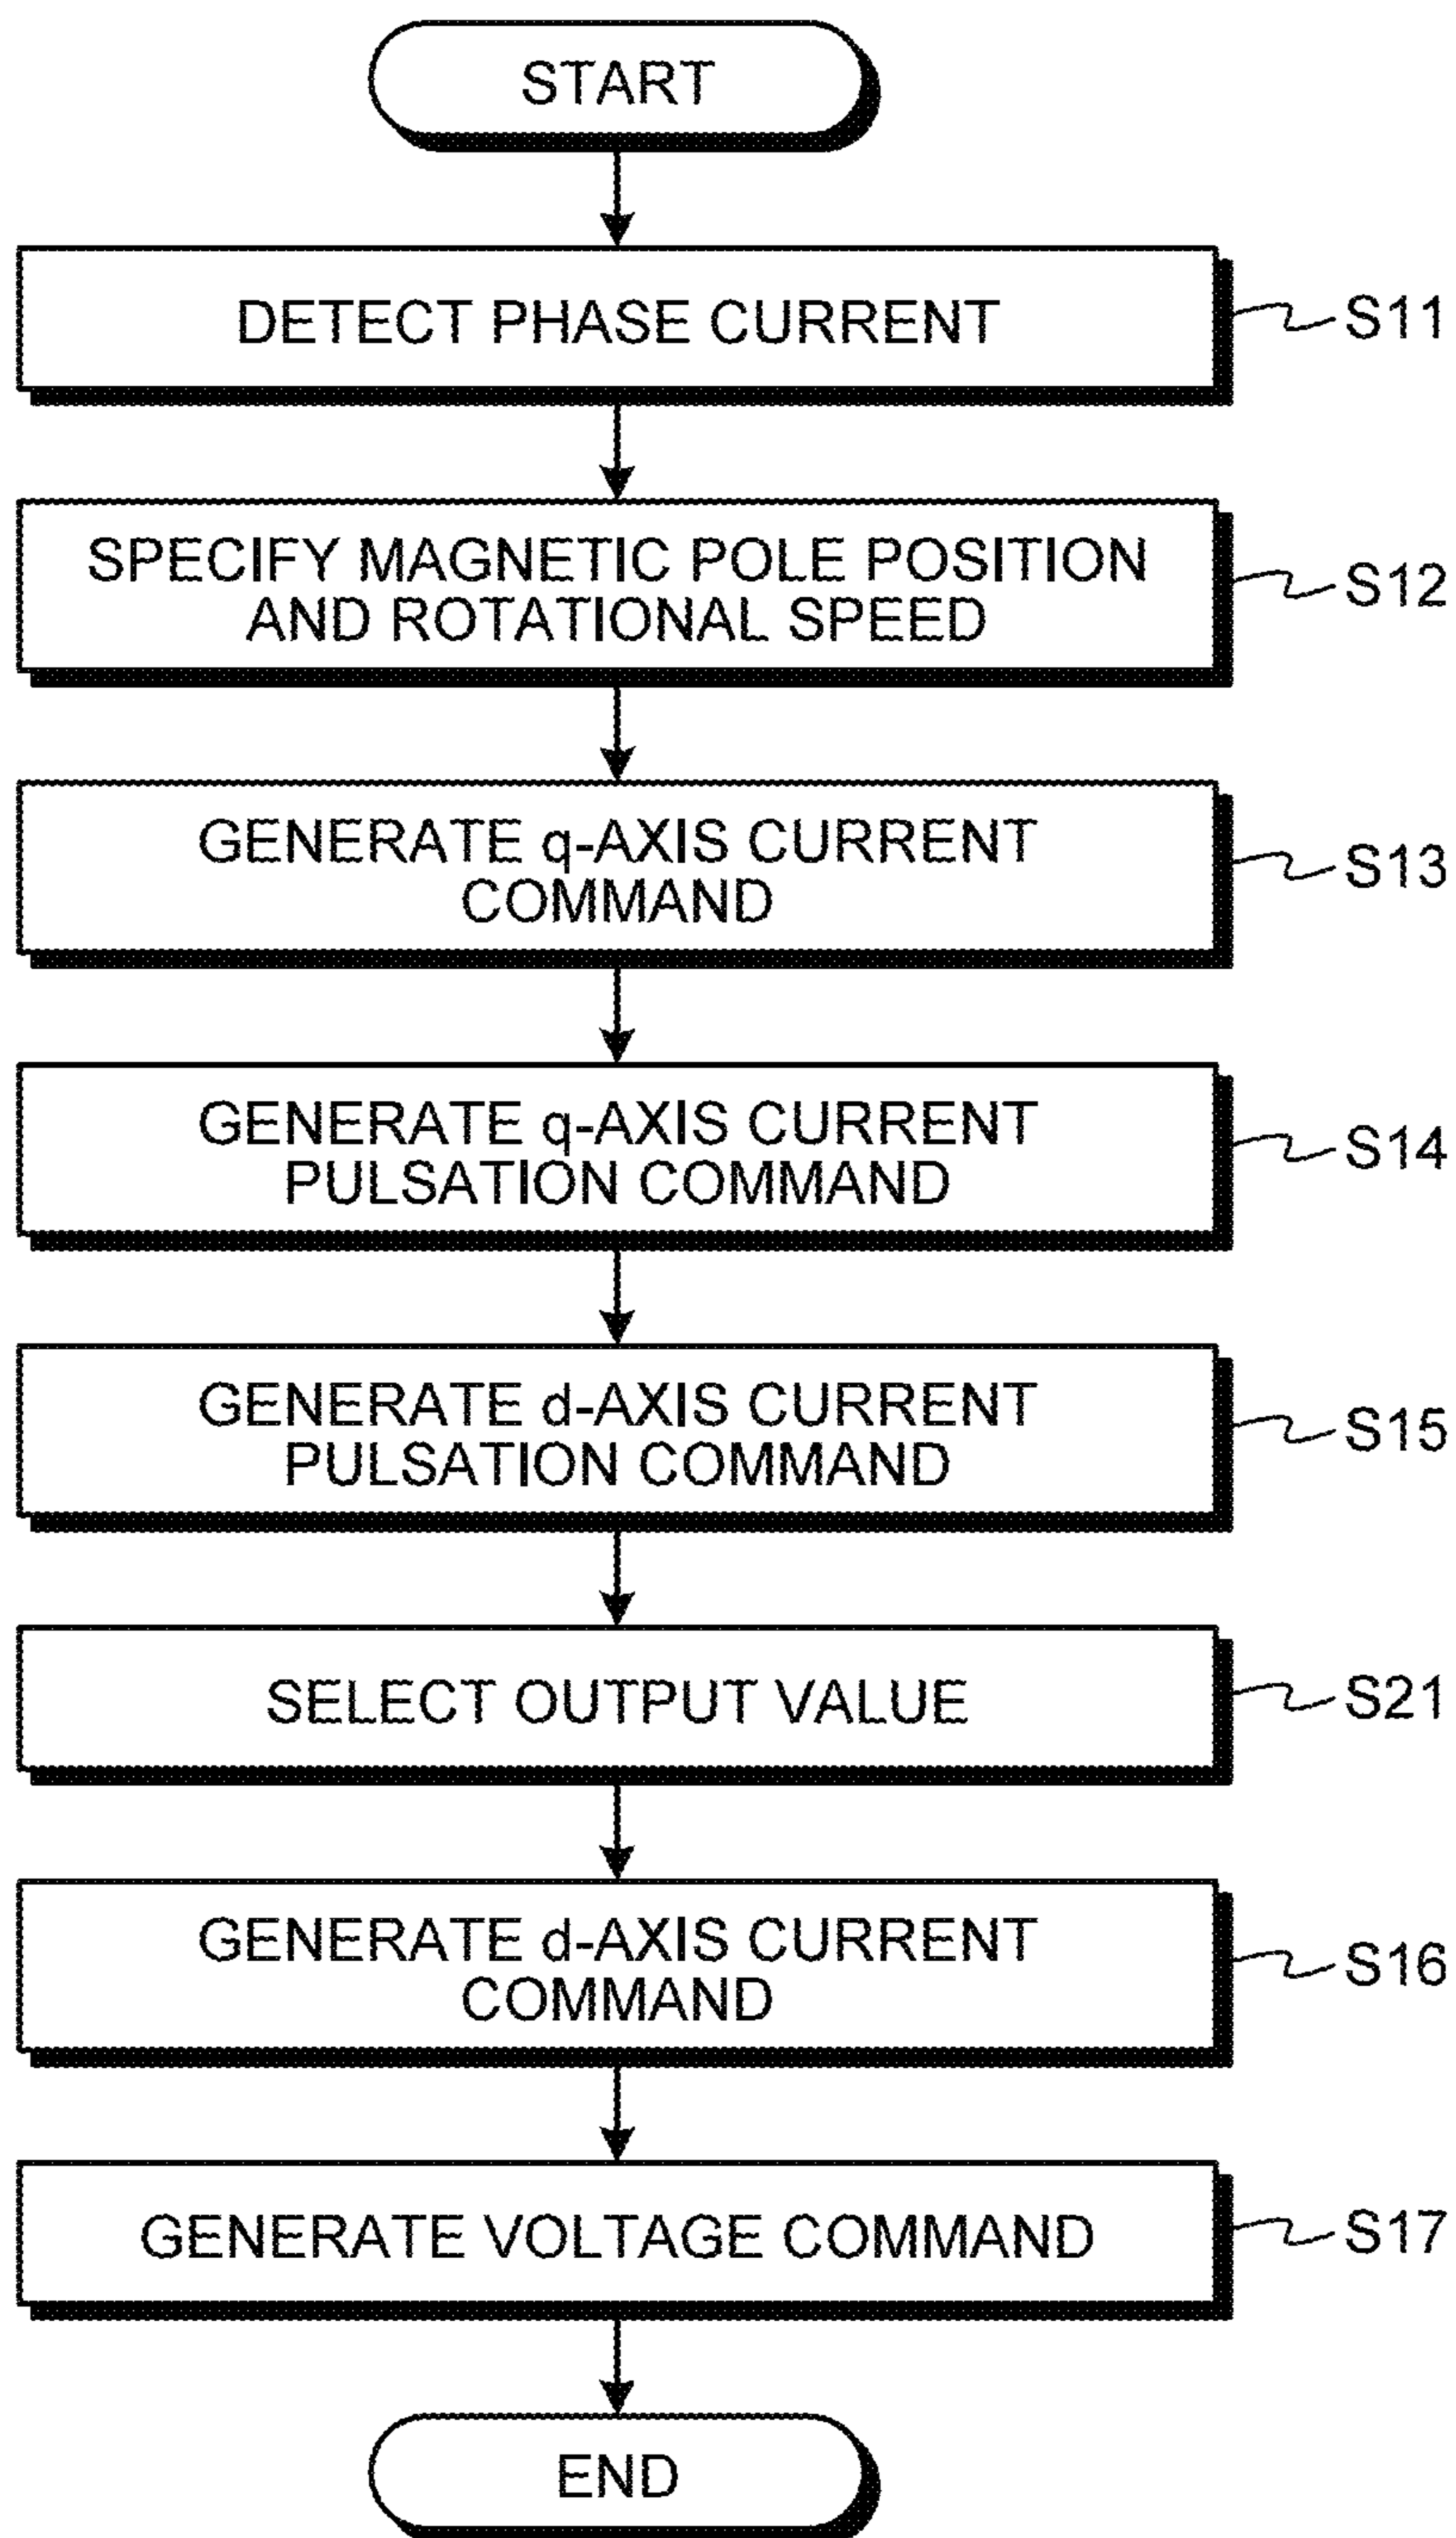 START
DETECT PHASE CURRENT
S11
SPECIFY MAGNETIC POLE POSITION
AND ROTATIONAL SPEED
S12
GENERATE q-AXIS CURRENT
COMMAND
S13
GENERATE q-AXIS CURRENT
PULSATION COMMAND
S14
GENERATE d-AXIS CURRENT
PULSATION COMMAND
S15
SELECT OUTPUT VALUE
S21
GENERATE d-AXIS CURRENT
COMMAND
S16
GENERATE VOLTAGE COMMAND
S17
END